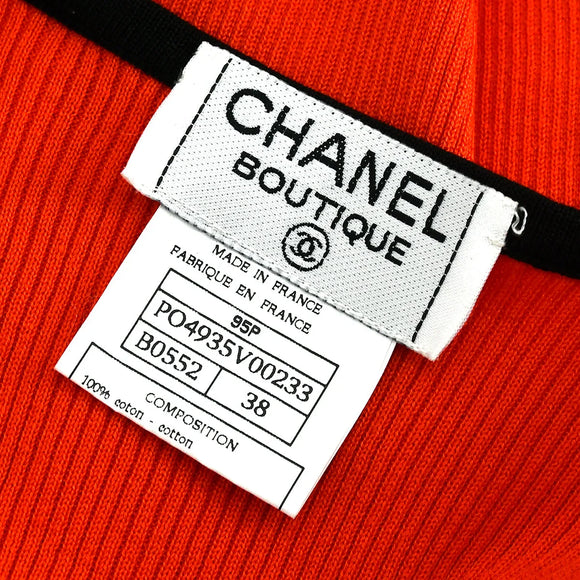 CHANEL
BOUTIQUE
MADE IN FRANCE
FABRIQUE EN FRANCE
95P
PO4935V00233
B0552 38
COMPOSITION
100% coton - cotton